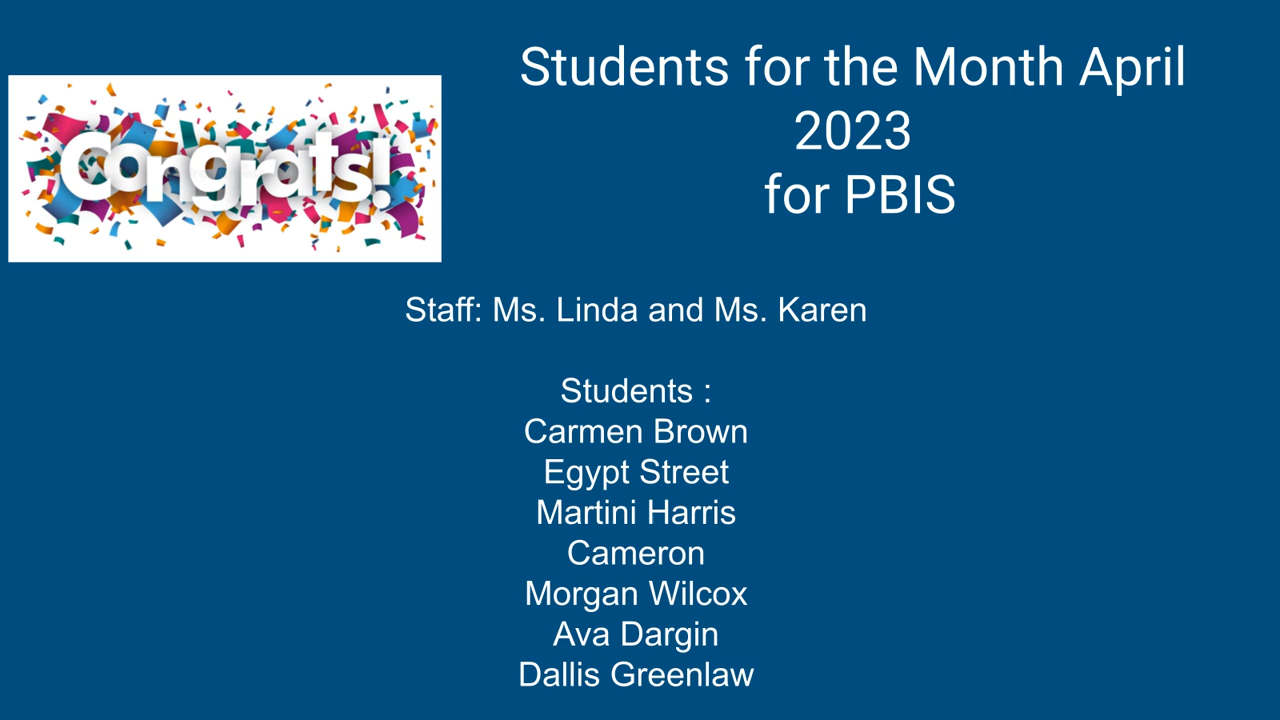 Congrats!
Students for the Month April
2023
for PBIS
Staff: Ms. Linda and Ms. Karen
Students :
Carmen Brown
Egypt Street
Martini Harris
Cameron
Morgan Wilcox
Ava Dargin
Dallis Greenlaw